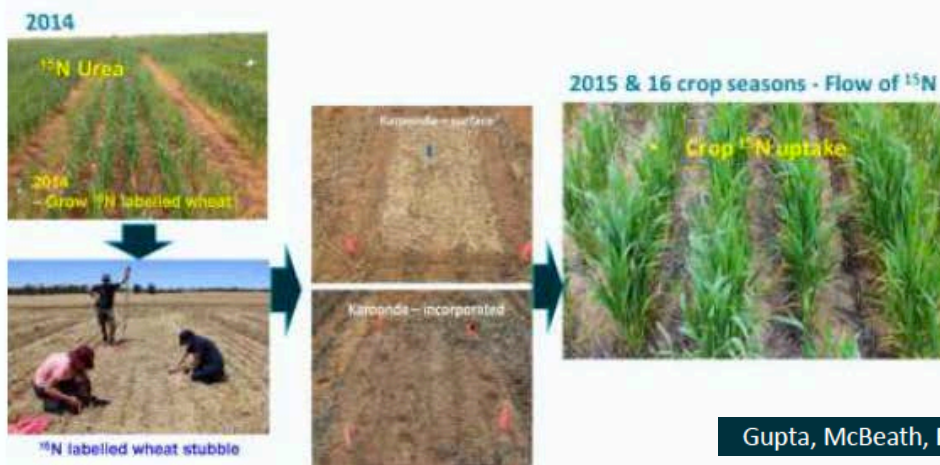 2014
¹⁵N Urea
2014
– Grow ¹⁵N labelled wheat
¹⁵N labelled wheat stubble
Karoonda – surface
Karoonda – incorporated
2015 & 16 crop seasons - Flow of ¹⁵N
Crop ¹⁵N uptake
Gupta, McBeath,